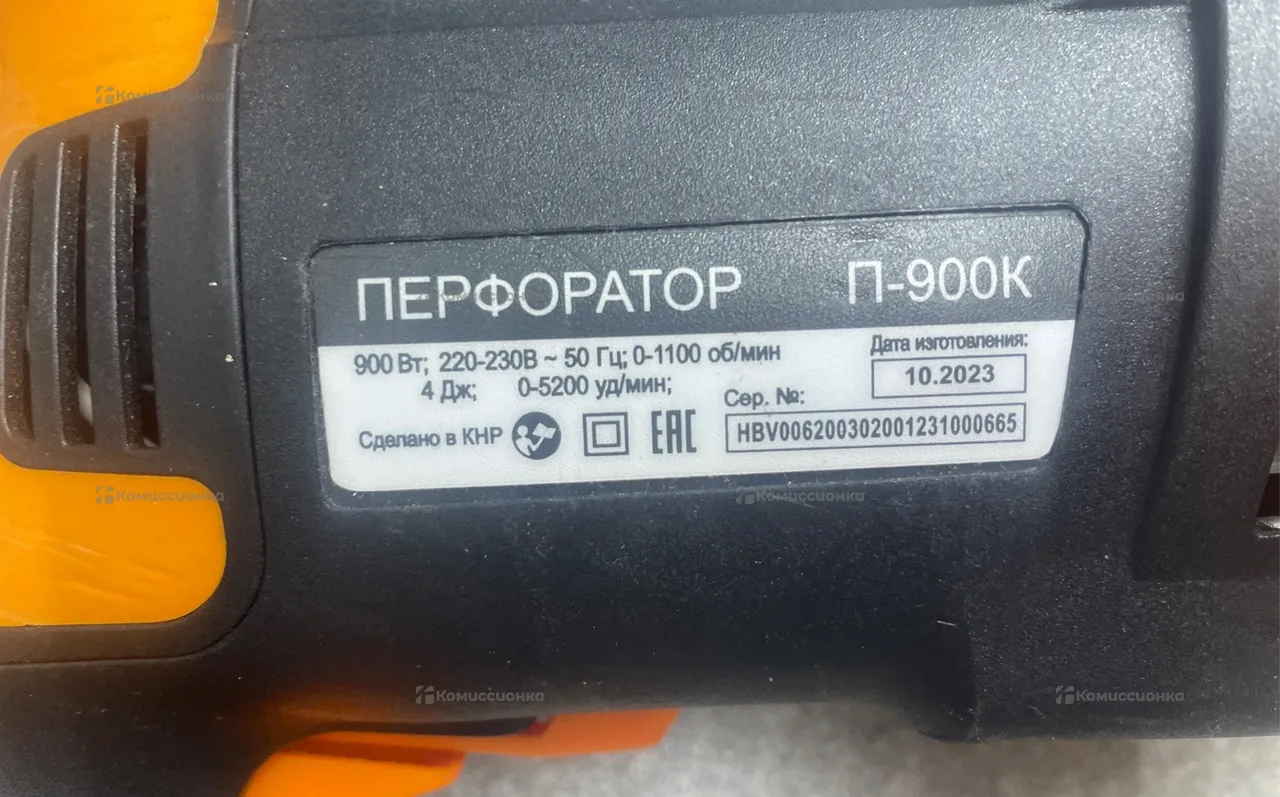 Комиссионка
ПЕРФОРАТОР П-900К
900 Вт; 220-230В ~ 50 Гц; 0-1100 об/мин
4 Дж; 0-5200 уд/мин;
Дата изготовления:
10.2023
Сделано в КНР
EAC
Сер. №:
HBV006200302001231000665
Комиссионка
Комиссионка
Комиссионка
Комиссионка